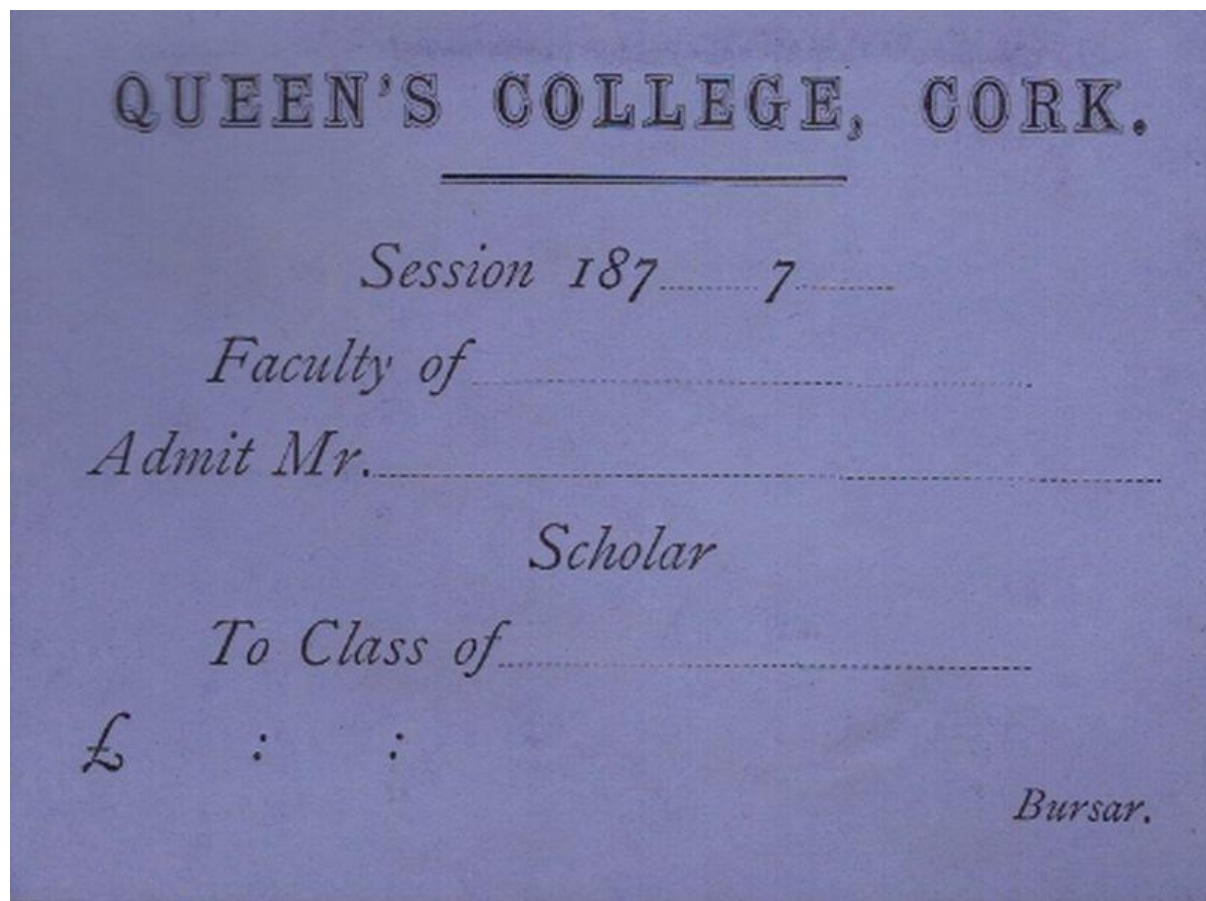 QUEEN'S COLLEGE, CORK.
Session 187 7
Faculty of
Admit Mr.
Scholar
To Class of
£ : :
Bursar.